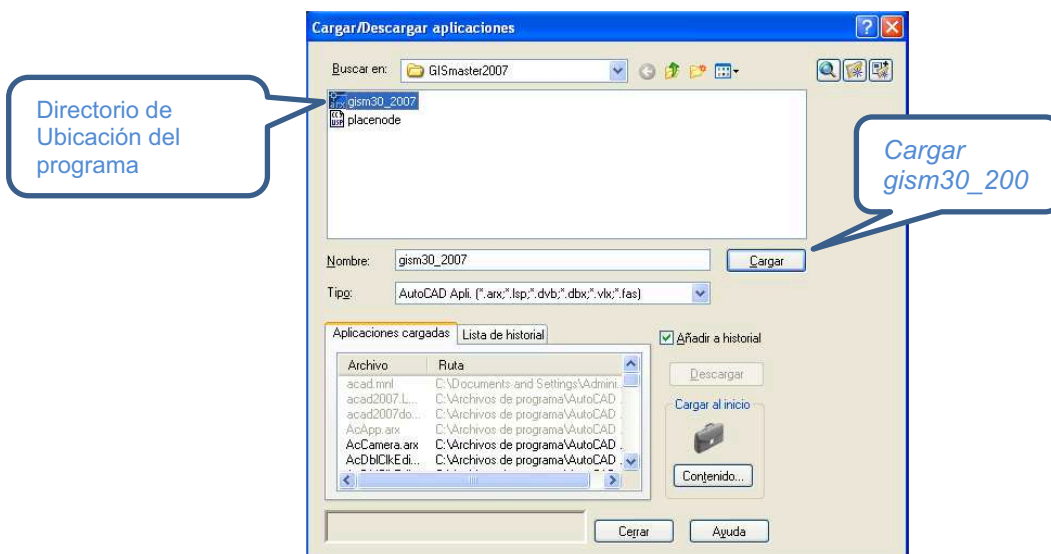 Cargar/Descargar aplicaciones
Buscar en: GISmaster2007
gism30_2007
placenode
Directorio de
Ubicación del
programa
Cargar
gism30_200
Nombre: gism30_2007 Cargar
Tipo: AutoCAD Apli. (*.arx;*.lsp;*.dvb;*.dbx;*.vlx;*.fas)
Aplicaciones cargadas Lista de historial Añadir a historial
Archivo Ruta
Descargar
acad.mnl C:\Documents and Settings\Admini..
acad2007.L... C:\Archivos de programa\AutoCAD .
acad2007do... C:\Archivos de programa\AutoCAD .
AcApp.arx C:\Archivos de programa\AutoCAD .
AcCamera.arx C:\Archivos de programa\AutoCAD .
AcDblClkEdi... C:\Archivos de programa\AutoCAD .
Cargar al inicio
Contenido...
Cerrar Ayuda